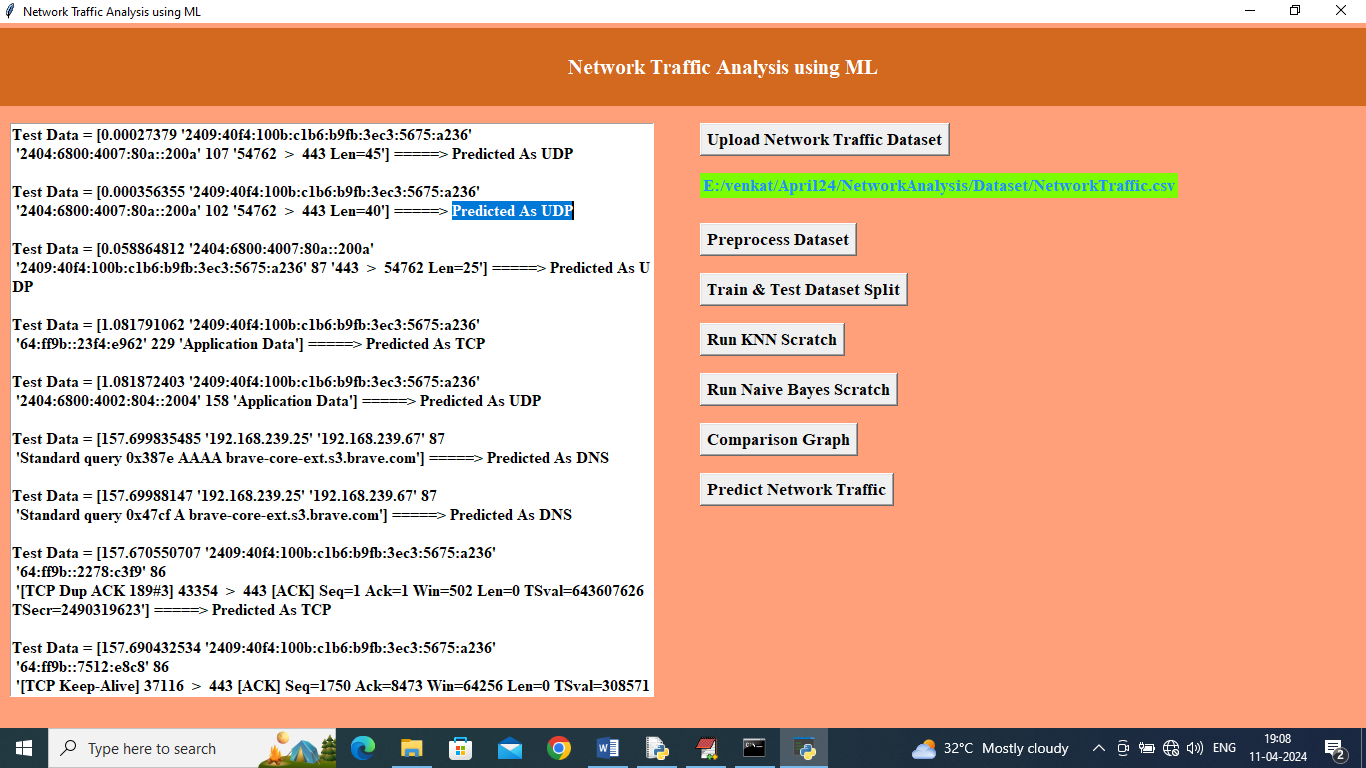 Network Traffic Analysis using ML
Network Traffic Analysis using ML
Test Data = [0.00027379 '2409:40f4:100b:c1b6:b9fb:3ec3:5675:a236'
'2404:6800:4007:80a::200a' 107 '54762  >  443 Len=45'] =====> Predicted As UDP
Test Data = [0.000356355 '2409:40f4:100b:c1b6:b9fb:3ec3:5675:a236'
'2404:6800:4007:80a::200a' 102 '54762  >  443 Len=40'] =====> Predicted As UDP
Test Data = [0.058864812 '2404:6800:4007:80a::200a'
'2409:40f4:100b:c1b6:b9fb:3ec3:5675:a236' 87 '443  >  54762 Len=25'] =====> Predicted As U
DP
Test Data = [1.081791062 '2409:40f4:100b:c1b6:b9fb:3ec3:5675:a236'
'64:ff9b::23f4:e962' 229 'Application Data'] =====> Predicted As TCP
Test Data = [1.081872403 '2409:40f4:100b:c1b6:b9fb:3ec3:5675:a236'
'2404:6800:4002:804::2004' 158 'Application Data'] =====> Predicted As UDP
Test Data = [157.699835485 '192.168.239.25' '192.168.239.67' 87
'Standard query 0x387e AAAA brave-core-ext.s3.brave.com'] =====> Predicted As DNS
Test Data = [157.69988147 '192.168.239.25' '192.168.239.67' 87
'Standard query 0x47cf A brave-core-ext.s3.brave.com'] =====> Predicted As DNS
Test Data = [157.670550707 '2409:40f4:100b:c1b6:b9fb:3ec3:5675:a236'
'64:ff9b::2278:c3f9' 86
'[TCP Dup ACK 189#3] 43354  >  443 [ACK] Seq=1 Ack=1 Win=502 Len=0 TSval=643607626
TSecr=2490319623'] =====> Predicted As TCP
Test Data = [157.690432534 '2409:40f4:100b:c1b6:b9fb:3ec3:5675:a236'
'64:ff9b::7512:e8c8' 86
'[TCP Keep-Alive] 37116  >  443 [ACK] Seq=1750 Ack=8473 Win=64256 Len=0 TSval=308571
Upload Network Traffic Dataset
E:/venkat/April24/NetworkAnalysis/Dataset/NetworkTraffic.csv
Preprocess Dataset
Train & Test Dataset Split
Run KNN Scratch
Run Naive Bayes Scratch
Comparison Graph
Predict Network Traffic
Type here to search
32°C Mostly cloudy
ENG
19:08
11-04-2024
2